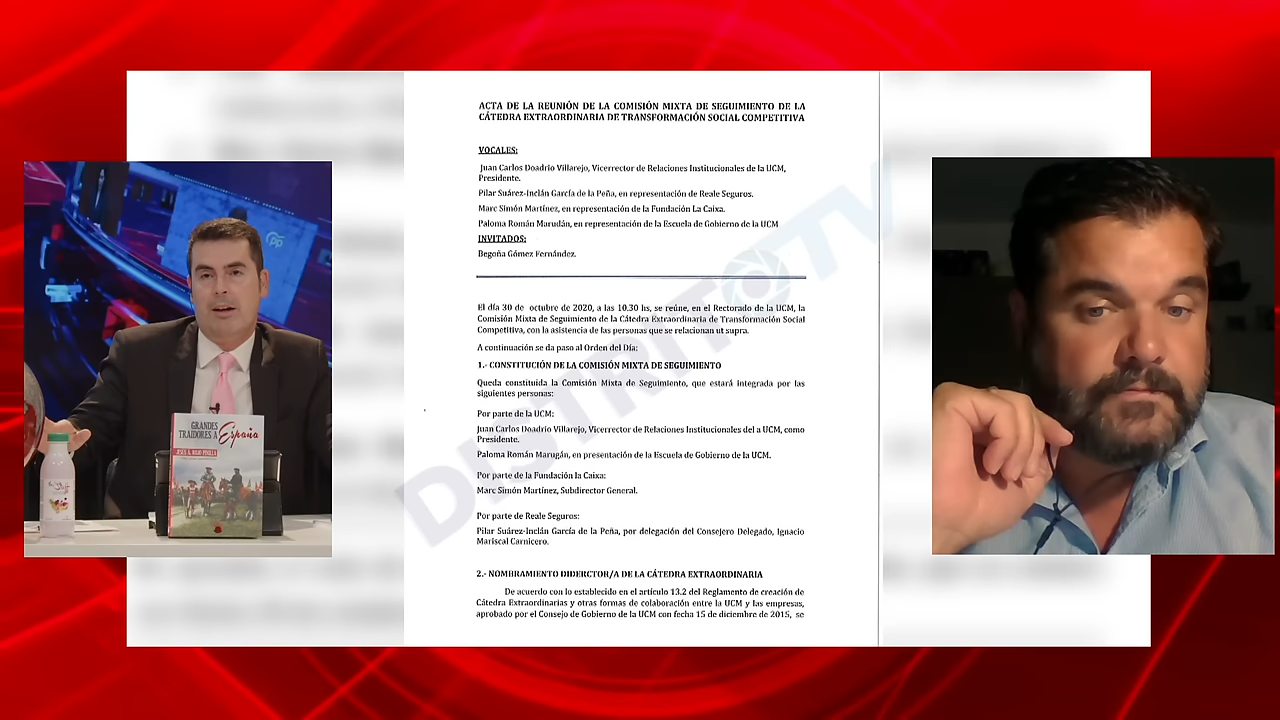 ACTA DE LA REUNIÓN DE LA COMISIÓN MIXTA DE SEGUIMIENTO DE LA
CÁTEDRA EXTRAORDINARIA DE TRANSFORMACIÓN SOCIAL COMPETITIVA
VOCALES:
Juan Carlos Doadrio Villarejo, Vicerrector de Relaciones Institucionales de la UCM,
Presidente.
Pilar Suárez-Inclán García de la Peña, en representación de Reale Seguros.
Marc Simón Martínez, en representación de la Fundación La Caixa.
Paloma Román Marudán, en representación de la Escuela de Gobierno de la UCM
INVITADOS:
Begoña Gómez Fernández.
El día 30 de octubre de 2020, a las 10.30 hs, se reúne, en el Rectorado de la UCM, la
Comisión Mixta de Seguimiento de la Cátedra Extraordinaria de Transformación Social
Competitiva, con la asistencia de las personas que se relacionan ut supra.
A continuación se da paso al Orden del Día:
1.- CONSTITUCIÓN DE LA COMISIÓN MIXTA DE SEGUIMIENTO
Queda constituida la Comisión Mixta de Seguimiento, que estará integrada por las
siguientes personas:
Por parte de la UCM:
Juan Carlos Doadrio Villarejo, Vicerrector de Relaciones Institucionales del a UCM, como
Presidente.
Paloma Román Marugán, en presentación de la Escuela de Gobierno de la UCM.
Por parte de la Fundación la Caixa:
Marc Simón Martínez, Subdirector General.
Por parte de Reale Seguros:
Pilar Suárez-Inclán García de la Peña, por delegación del Consejero Delegado, Ignacio
Mariscal Carnicero.
2.- NOMBRAMIENTO DIDERCTOR/A DE LA CÁTEDRA EXTRAORDINARIA
De acuerdo con lo establecido en el artículo 13.2 del Reglamento de creación de
Cátedra Extraordinarias y otras formas de colaboración entre la UCM y las empresas,
aprobado por el Consejo de Gobierno de la UCM con fecha 15 de diciembre de 2015, se
DISTRITO TV
PP
GRANDES
TRAIDORES A
España
JESÚS Á. ROJO PINILLA